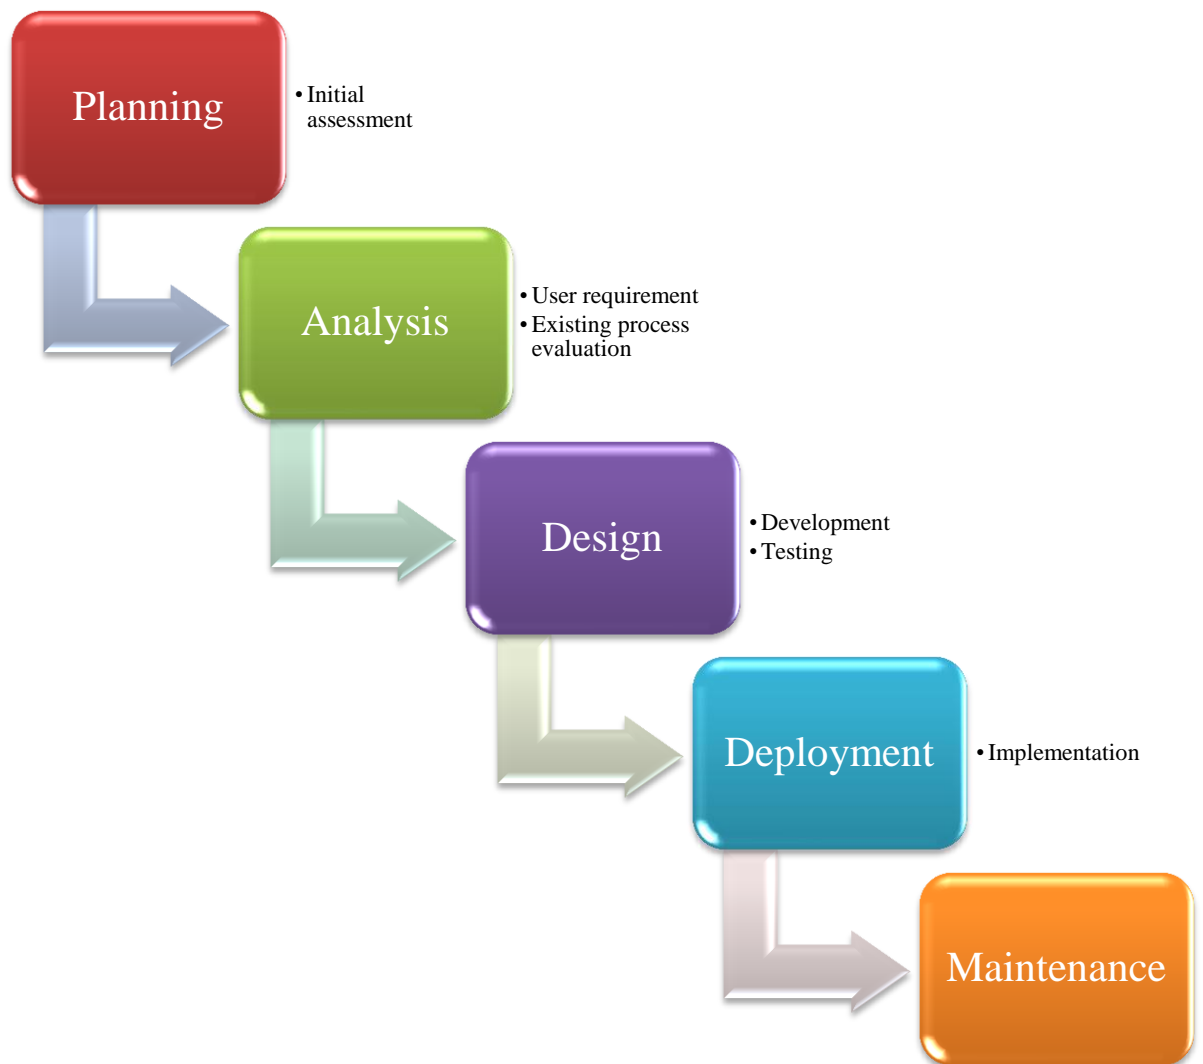 Planning
• Initial
assessment
Analysis
• User requirement
• Existing process
evaluation
Design
• Development
• Testing
Deployment
• Implementation
Maintenance